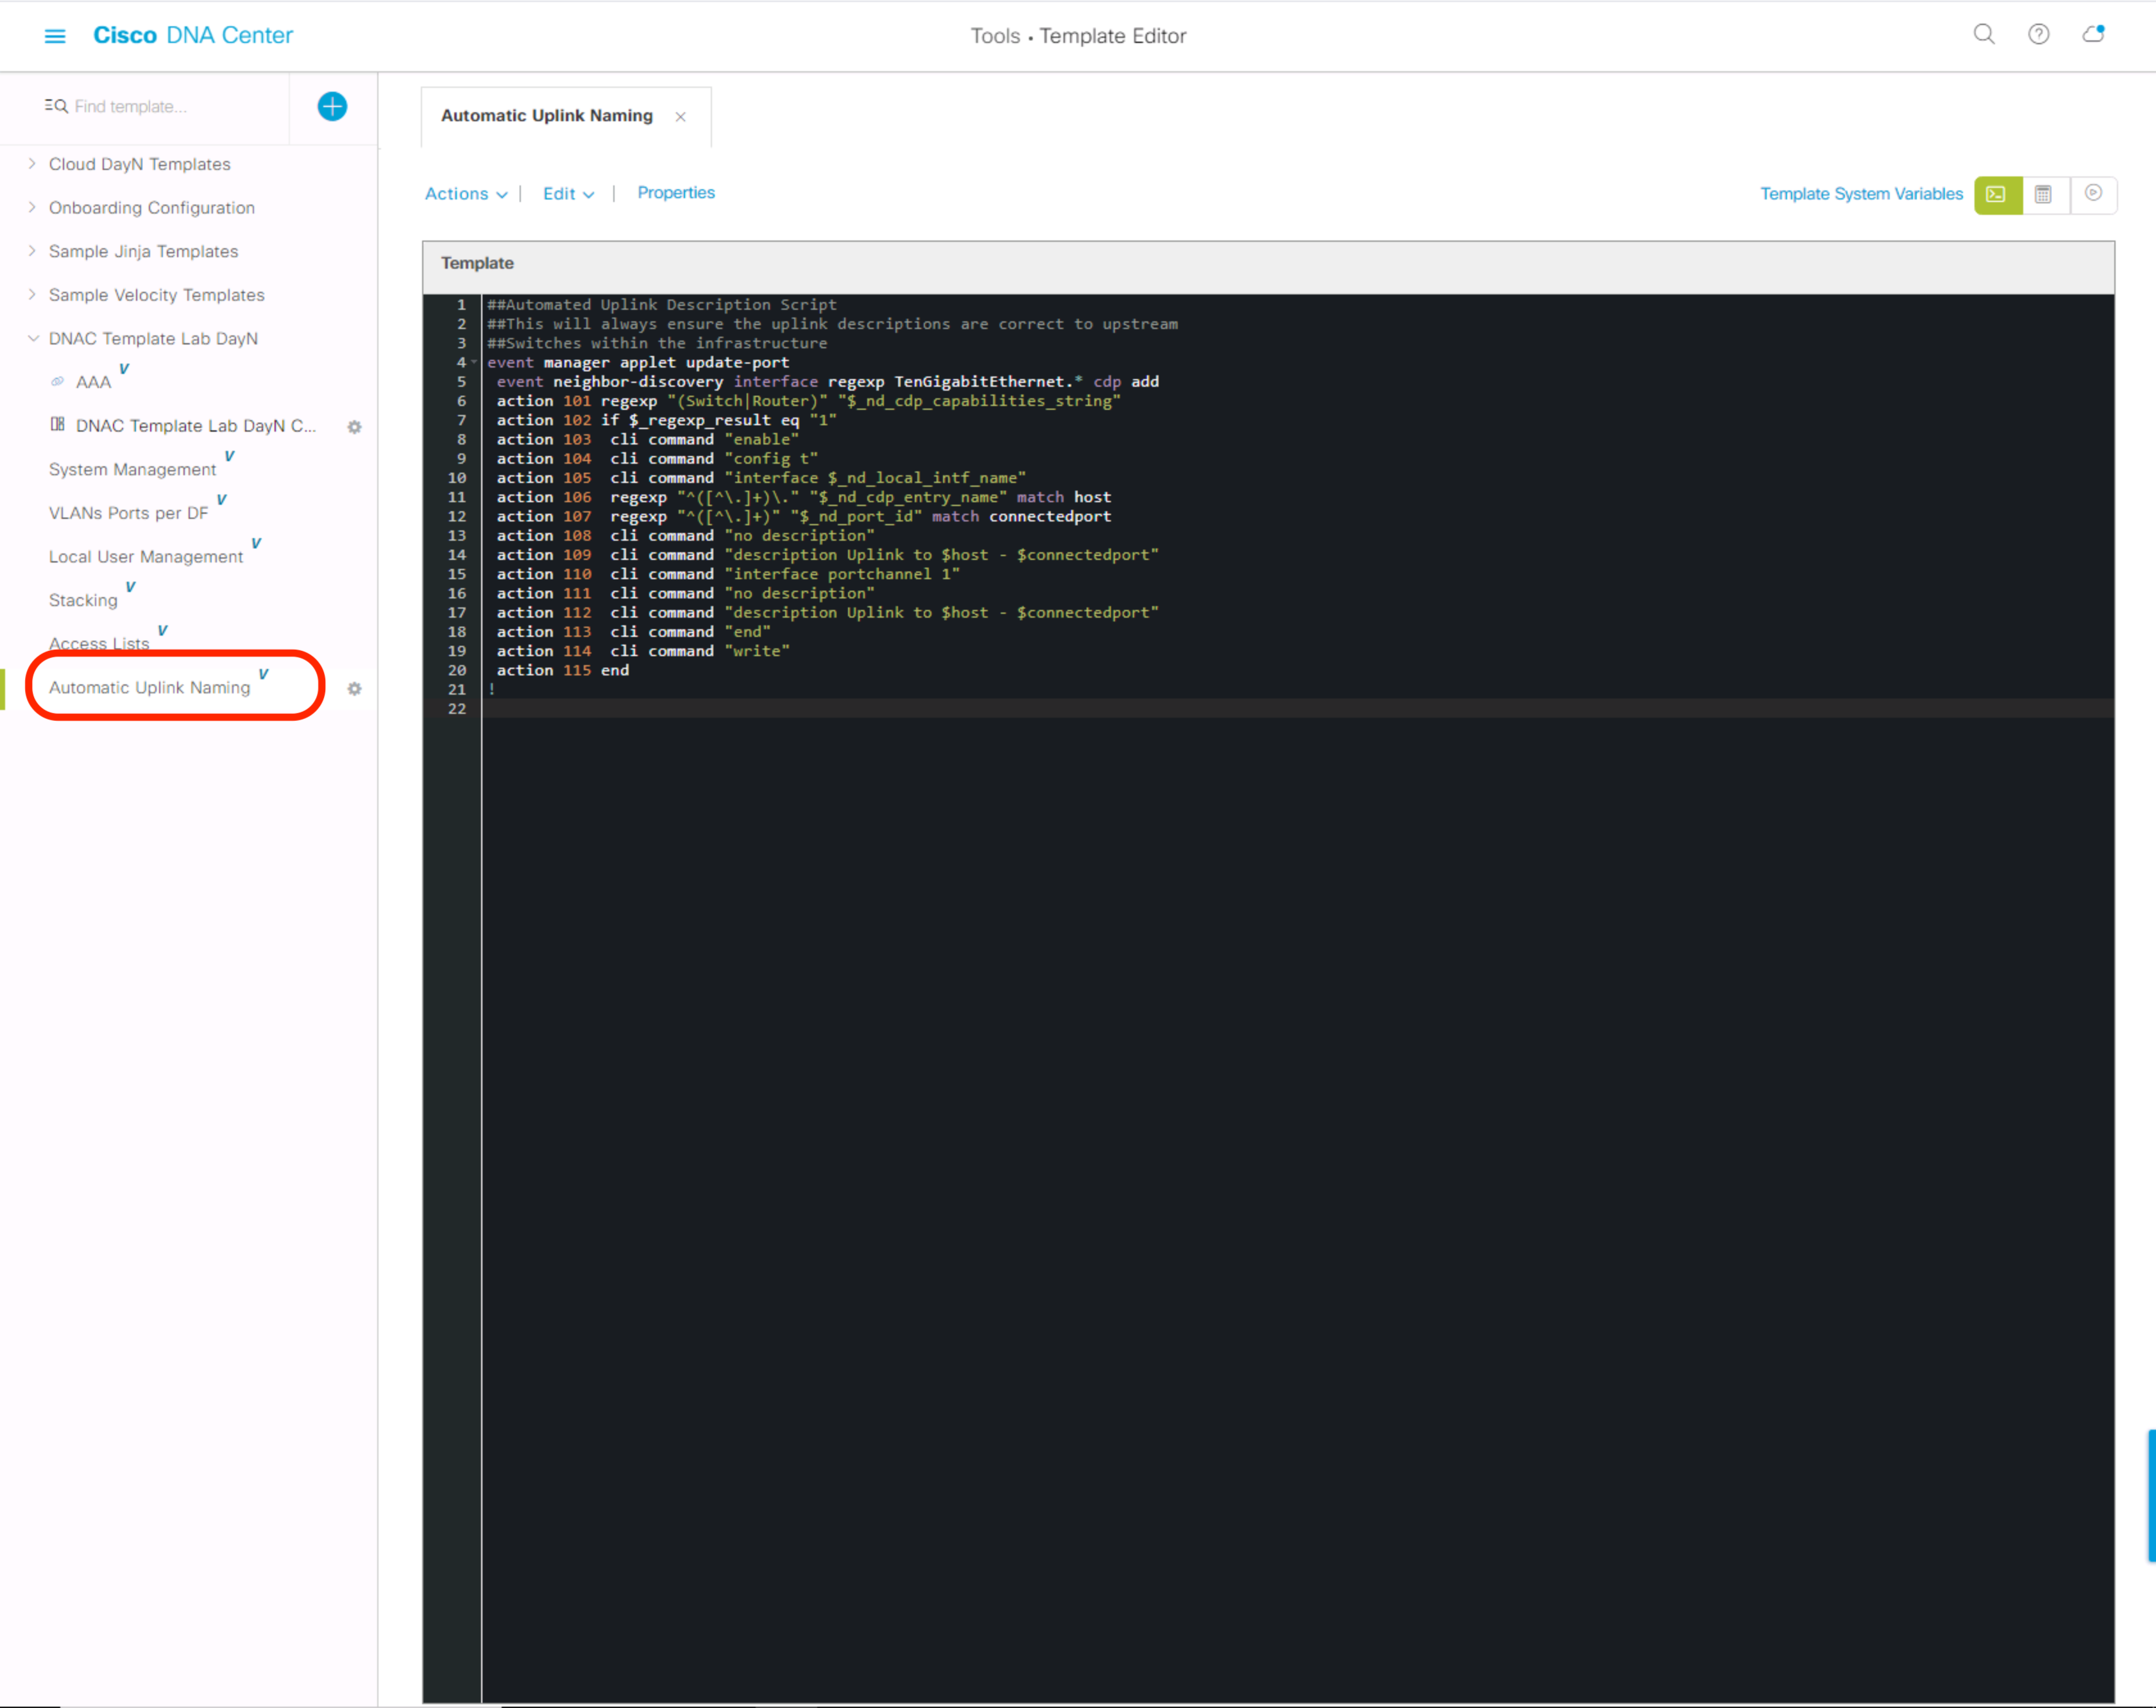 Cisco DNA Center
Tools • Template Editor
Find template...
Cloud DayN Templates
Onboarding Configuration
Sample Jinja Templates
Sample Velocity Templates
DNAC Template Lab DayN
AAA V
DNAC Template Lab DayN C...
System Management V
VLANs Ports per DF V
Local User Management V
Stacking V
Access Lists V
Automatic Uplink Naming V
Automatic Uplink Naming ×
Actions | Edit | Properties
Template System Variables
Template
1 ##Automated Uplink Description Script
2 ##This will always ensure the uplink descriptions are correct to upstream
3 ##Switches within the infrastructure
4 event manager applet update-port
5 event neighbor-discovery interface regexp TenGigabitEthernet.* cdp add
6 action 101 regexp "(Switch|Router)" "$_nd_cdp_capabilities_string"
7 action 102 if $_regexp_result eq "1"
8 action 103  cli command "enable"
9 action 104  cli command "config t"
10 action 105  cli command "interface $_nd_local_intf_name"
11 action 106  regexp "^([^\.]+)\." "$_nd_cdp_entry_name" match host
12 action 107  regexp "^([^\.]+)" "$_nd_port_id" match connectedport
13 action 108  cli command "no description"
14 action 109  cli command "description Uplink to $host - $connectedport"
15 action 110  cli command "interface portchannel 1"
16 action 111  cli command "no description"
17 action 112  cli command "description Uplink to $host - $connectedport"
18 action 113  cli command "end"
19 action 114  cli command "write"
20 action 115 end
21 !
22